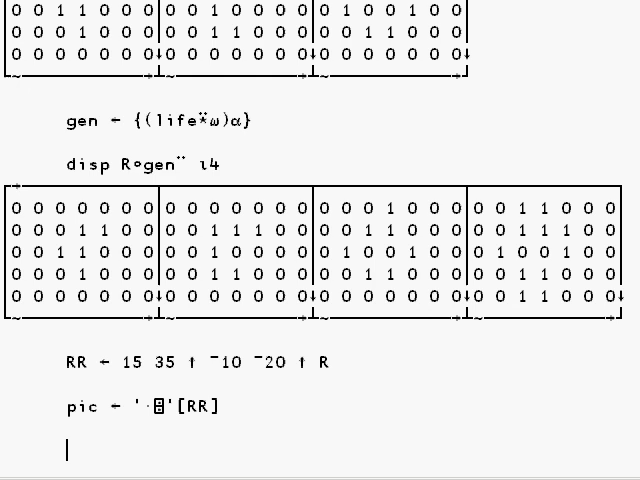 0 0 1 1 0 0 0 0 0 1 0 0 0 0 0 1 0 0 1 0 0
0 0 0 1 0 0 0 0 0 1 1 0 0 0 0 0 1 1 0 0 0
0 0 0 0 0 0 0 0 0 0 0 0 0 0 0 0 0 0 0 0 0
gen ← {(life⍣⍵)⍺}
disp R∘gen¨ ⍳4
0 0 0 0 0 0 0 0 0 0 0 0 0 0 0 0 0 1 0 0 0 0 0 1 1 0 0 0
0 0 0 1 1 0 0 0 0 1 1 1 0 0 0 0 1 1 0 0 0 0 0 1 1 1 0 0
0 0 1 1 0 0 0 0 0 1 0 0 0 0 0 1 0 0 1 0 0 0 1 0 0 1 0 0
0 0 0 1 0 0 0 0 0 1 1 0 0 0 0 0 1 1 0 0 0 0 0 1 1 0 0 0
0 0 0 0 0 0 0 0 0 0 0 0 0 0 0 0 0 0 0 0 0 0 0 1 1 0 0 0
RR ← 15 35 ↑ ¯10 ¯20 ↑ R
pic ← '·⌹'[RR]